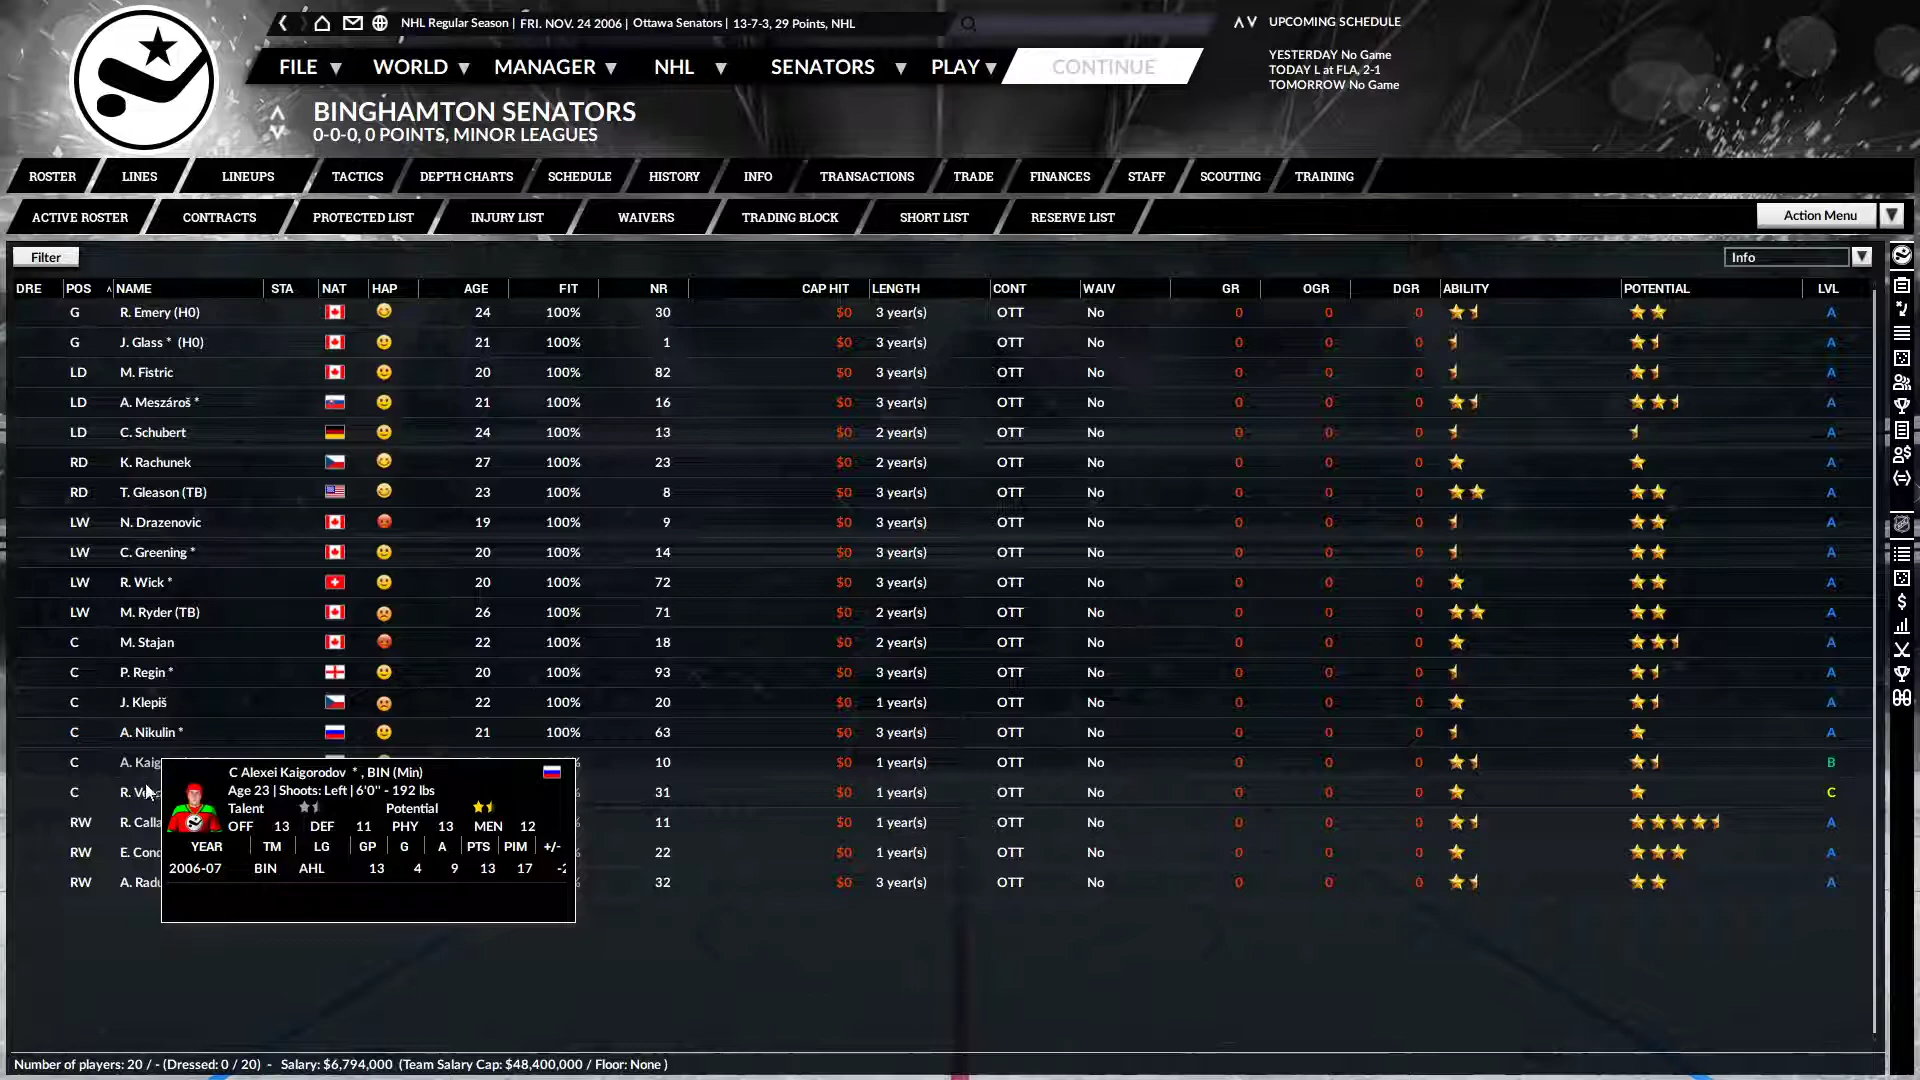 NHL Regular Season | FRI. NOV. 24 2006 | Ottawa Senators | 13-7-3, 29 Points, NHL
UPCOMING SCHEDULE
YESTERDAY No Game
TODAY L at FLA, 2-1
TOMORROW No Game
FILE WORLD MANAGER NHL SENATORS PLAY CONTINUE
BINGHAMTON SENATORS
0-0-0, 0 POINTS, MINOR LEAGUES
ROSTER LINES LINEUPS TACTICS DEPTH CHARTS SCHEDULE HISTORY INFO TRANSACTIONS TRADE FINANCES STAFF SCOUTING TRAINING
ACTIVE ROSTER CONTRACTS PROTECTED LIST INJURY LIST WAIVERS TRADING BLOCK SHORT LIST RESERVE LIST Action Menu
Filter Info
DRE POS NAME STA NAT HAP AGE FIT NR CAP HIT LENGTH CONT WAIV GR OGR DGR ABILITY POTENTIAL LVL
G R. Emery (H0) 24 100% 30 $0 3 year(s) OTT No 0 0 0 A
G J. Glass * (H0) 21 100% 1 $0 3 year(s) OTT No 0 0 0 A
LD M. Fistric 20 100% 82 $0 3 year(s) OTT No 0 0 0 A
LD A. Meszároš * 21 100% 16 $0 3 year(s) OTT No 0 0 0 A
LD C. Schubert 24 100% 13 $0 2 year(s) OTT No 0 0 0 A
RD K. Rachunek 27 100% 23 $0 2 year(s) OTT No 0 0 0 A
RD T. Gleason (TB) 23 100% 8 $0 3 year(s) OTT No 0 0 0 A
LW N. Drazenovic 19 100% 9 $0 3 year(s) OTT No 0 0 0 A
LW C. Greening * 20 100% 14 $0 3 year(s) OTT No 0 0 0 A
LW R. Wick * 20 100% 72 $0 3 year(s) OTT No 0 0 0 A
LW M. Ryder (TB) 26 100% 71 $0 2 year(s) OTT No 0 0 0 A
C M. Stajan 22 100% 18 $0 2 year(s) OTT No 0 0 0 A
C P. Regin * 20 100% 93 $0 3 year(s) OTT No 0 0 0 A
C J. Klepiš 22 100% 20 $0 1 year(s) OTT No 0 0 0 A
C A. Nikulin * 21 100% 63 $0 3 year(s) OTT No 0 0 0 A
C A. Kaig 10 $0 1 year(s) OTT No 0 0 0 B
C R. 31 $0 1 year(s) OTT No 0 0 0 C
RW R. Calla 11 $0 1 year(s) OTT No 0 0 0 A
RW E. Cond 22 $0 1 year(s) OTT No 0 0 0 A
RW A. Radu 32 $0 3 year(s) OTT No 0 0 0 A
C Alexei Kaigorodov * , BIN (Min)
Age 23 | Shoots: Left | 6'0" - 192 lbs
Talent Potential
OFF 13 DEF 11 PHY 13 MEN 12
YEAR TM LG GP G A PTS PIM +/-
2006-07 BIN AHL 13 4 9 13 17 -2
Number of players: 20 / - (Dressed: 0 / 20) - Salary: $6,794,000 (Team Salary Cap: $48,400,000 / Floor: None )